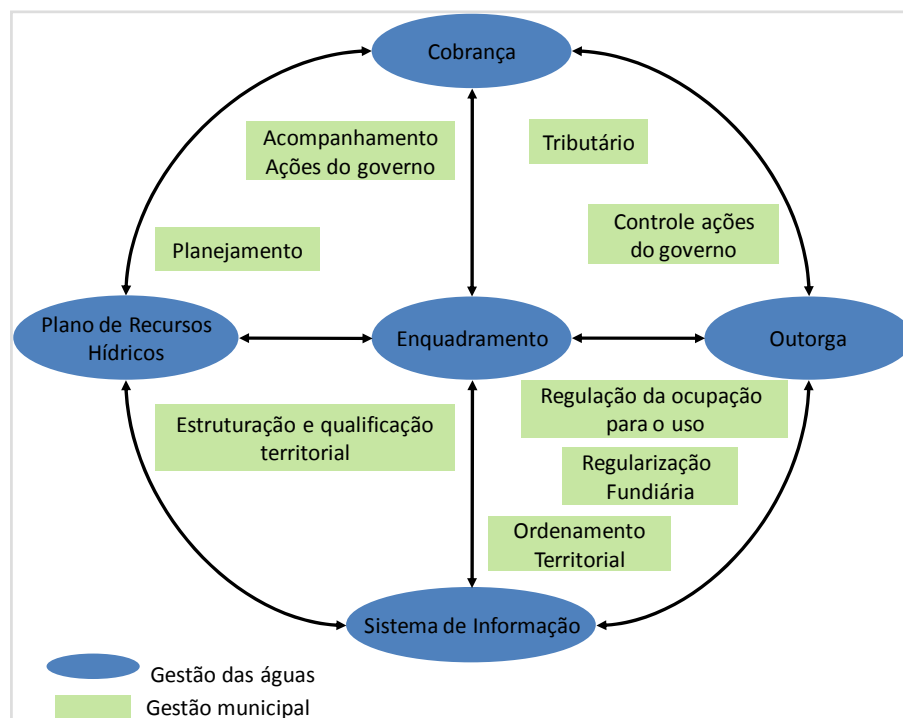 Cobrança
Acompanhamento
Ações do governo
Tributário
Planejamento
Controle ações
do governo
Plano de Recursos
Hídricos
Enquadramento
Outorga
Estruturação e qualificação
territorial
Regulação da ocupação
para o uso
Regularização
Fundiária
Ordenamento
Territorial
Sistema de Informação
Gestão das águas
Gestão municipal